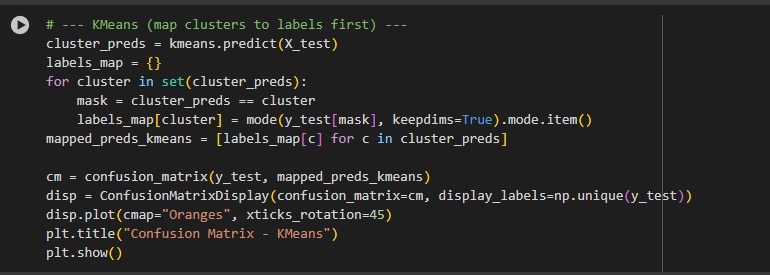 # --- KMeans (map clusters to labels first) ---
cluster_preds = kmeans.predict(X_test)
labels_map = {}
for cluster in set(cluster_preds):
    mask = cluster_preds == cluster
    labels_map[cluster] = mode(y_test[mask], keepdims=True).mode.item()
mapped_preds_kmeans = [labels_map[c] for c in cluster_preds]

cm = confusion_matrix(y_test, mapped_preds_kmeans)
disp = ConfusionMatrixDisplay(confusion_matrix=cm, display_labels=np.unique(y_test))
disp.plot(cmap="Oranges", xticks_rotation=45)
plt.title("Confusion Matrix - KMeans")
plt.show()